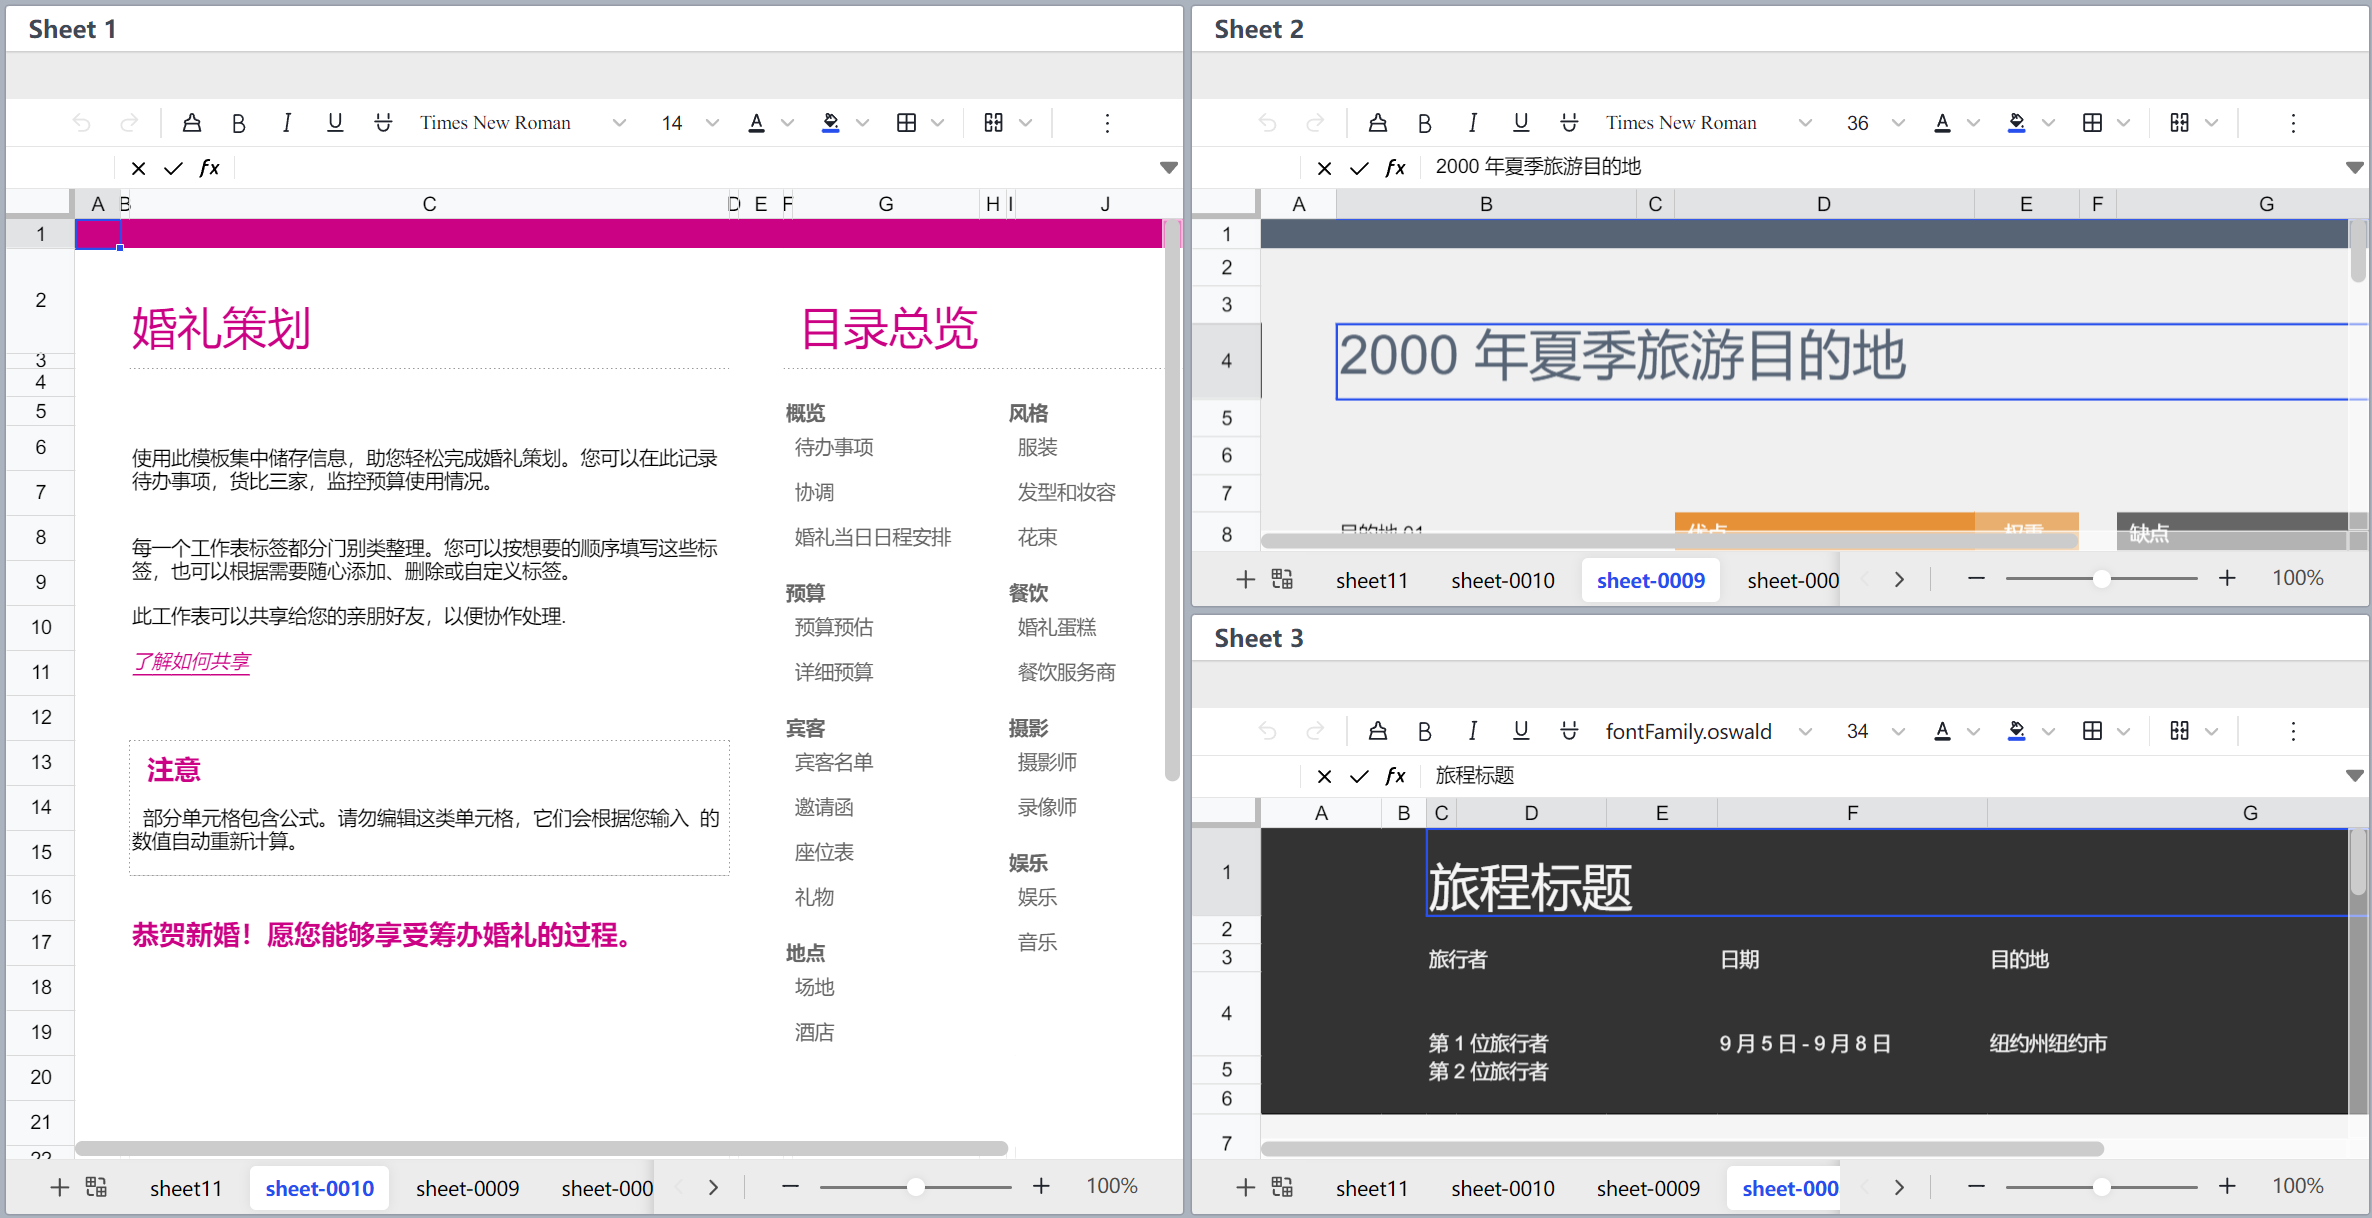 Sheet 1
Times New Roman
14
fx
A B C D E F G H I J
1
2
3
4
5
6
7
8
9
10
11
12
13
14
15
16
17
18
19
20
21
22
婚礼策划
使用此模板集中储存信息，助您轻松完成婚礼策划。您可以在此记录
待办事项，货比三家，监控预算使用情况。
每一个工作表标签都分门别类整理。您可以按想要的顺序填写这些标
签，也可以根据需要随心添加、删除或自定义标签。
此工作表可以共享给您的亲朋好友，以便协作处理.
了解如何共享
注意
部分单元格包含公式。请勿编辑这类单元格，它们会根据您输入 的
数值自动重新计算。
恭贺新婚！愿您能够享受筹办婚礼的过程。
目录总览
概览
待办事项
协调
婚礼当日日程安排
预算
预算预估
详细预算
宾客
宾客名单
邀请函
座位表
礼物
地点
场地
酒店
风格
服装
发型和妆容
花束
餐饮
婚礼蛋糕
餐饮服务商
摄影
摄影师
录像师
娱乐
娱乐
音乐
sheet11 sheet-0010 sheet-0009 sheet-000
100%
Sheet 2
Times New Roman
36
fx 2000 年夏季旅游目的地
A B C D E F G
1
2
3
4
5
6
7
8
2000 年夏季旅游目的地
目的地 01 优点 权重 缺点
sheet11 sheet-0010 sheet-0009 sheet-000
100%
Sheet 3
fontFamily.oswald
34
fx 旅程标题
A B C D E F G
1
2
3
4
5
6
7
旅程标题
旅行者 日期 目的地
第 1 位旅行者 9 月 5 日 - 9 月 8 日 纽约州纽约市
第 2 位旅行者
sheet11 sheet-0010 sheet-0009 sheet-000
100%